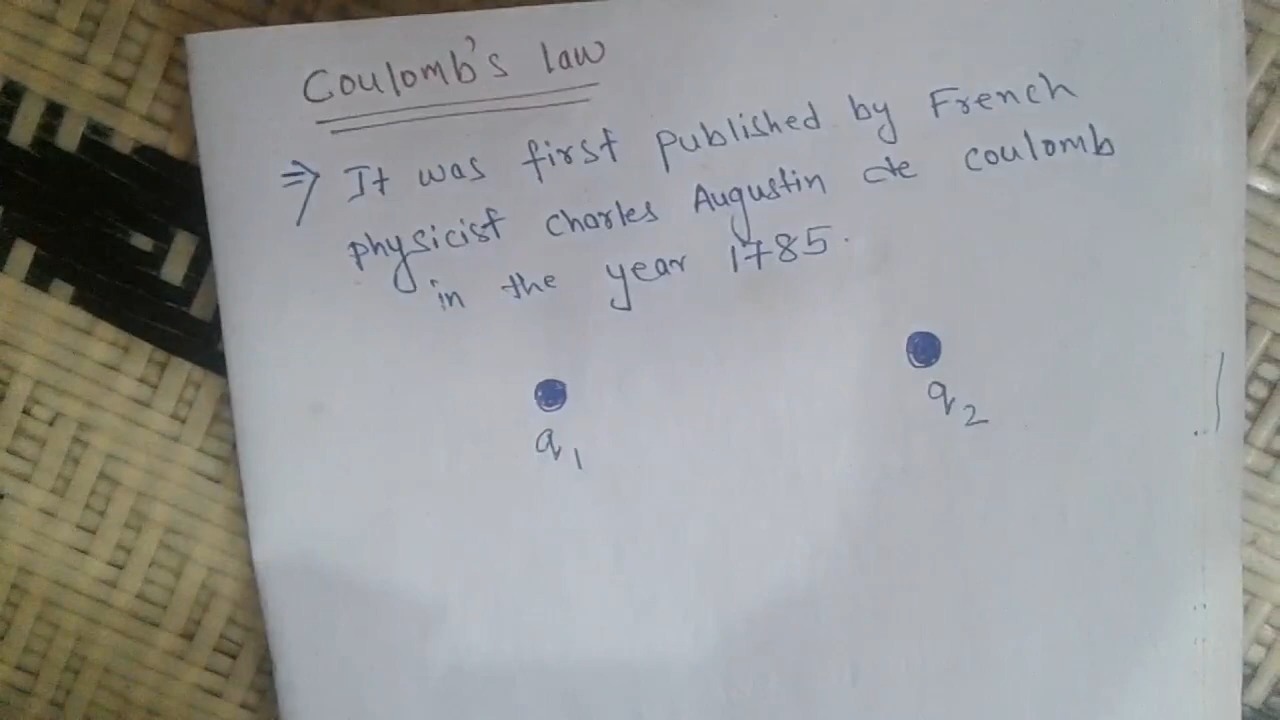 Coulomb's law
⇒ It was first published by French
physicist Charles Augustin de coulomb
in the year 1785.
q1
q2